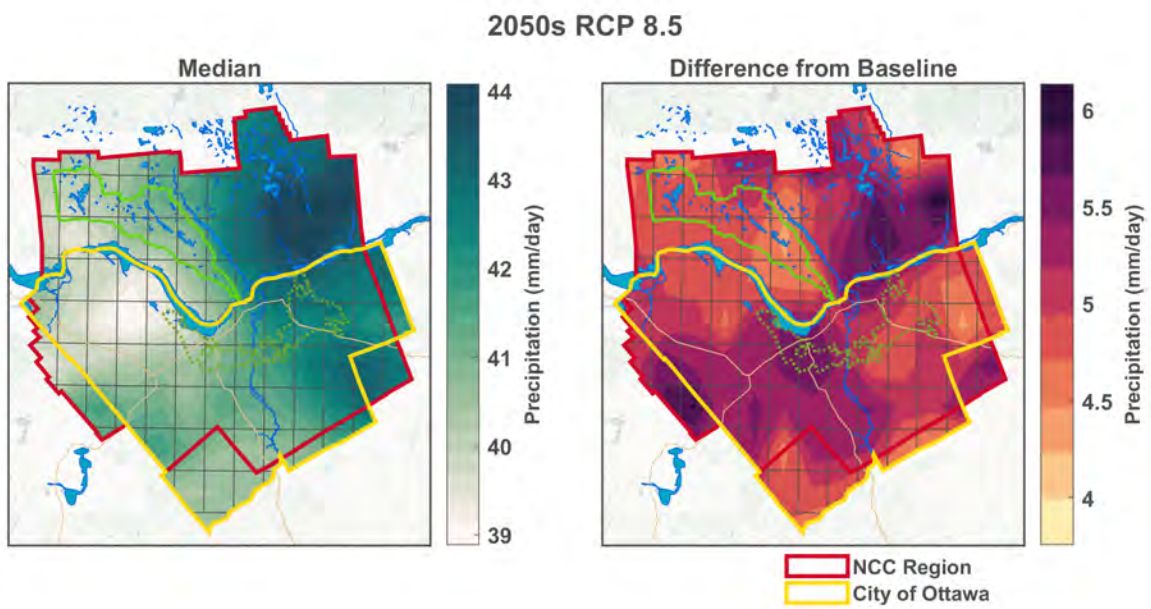 2050s RCP 8.5
Median
Difference from Baseline
44
43
42
41
40
39
Precipitation (mm/day)
6
5.5
5
4.5
4
Precipitation (mm/day)
NCC Region
City of Ottawa